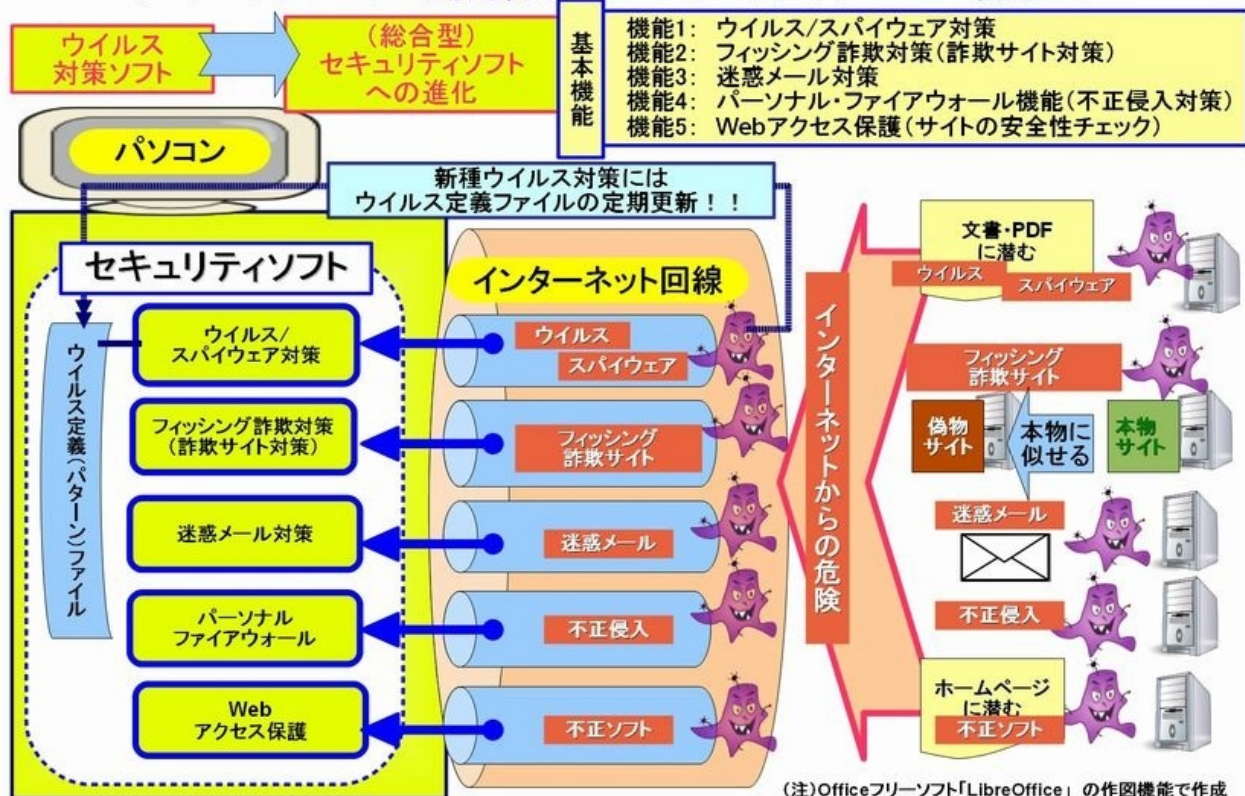 ウイルス
対策ソフト
(総合型)
セキュリティソフト
への進化
基本機能
機能1: ウイルス/スパイウェア対策
機能2: フィッシング詐欺対策(詐欺サイト対策)
機能3: 迷惑メール対策
機能4: パーソナル・ファイアウォール機能(不正侵入対策)
機能5: Webアクセス保護(サイトの安全性チェック)
パソコン
新種ウイルス対策には
ウイルス定義ファイルの定期更新!!
セキュリティソフト
ウイルス定義(パターン)ファイル
ウイルス/
スパイウェア対策
フィッシング詐欺対策
(詐欺サイト対策)
迷惑メール対策
パーソナル
ファイアウォール
Web
アクセス保護
インターネット回線
ウイルス
スパイウェア
フィッシング
詐欺サイト
迷惑メール
不正侵入
不正ソフト
インターネットからの危険
文書・PDF
に潜む
ウイルス
スパイウェア
フィッシング
詐欺サイト
偽物
サイト
本物に
似せる
本物
サイト
迷惑メール
不正侵入
ホームページ
に潜む
不正ソフト
(注)Officeフリーソフト「LibreOffice」の作図機能で作成